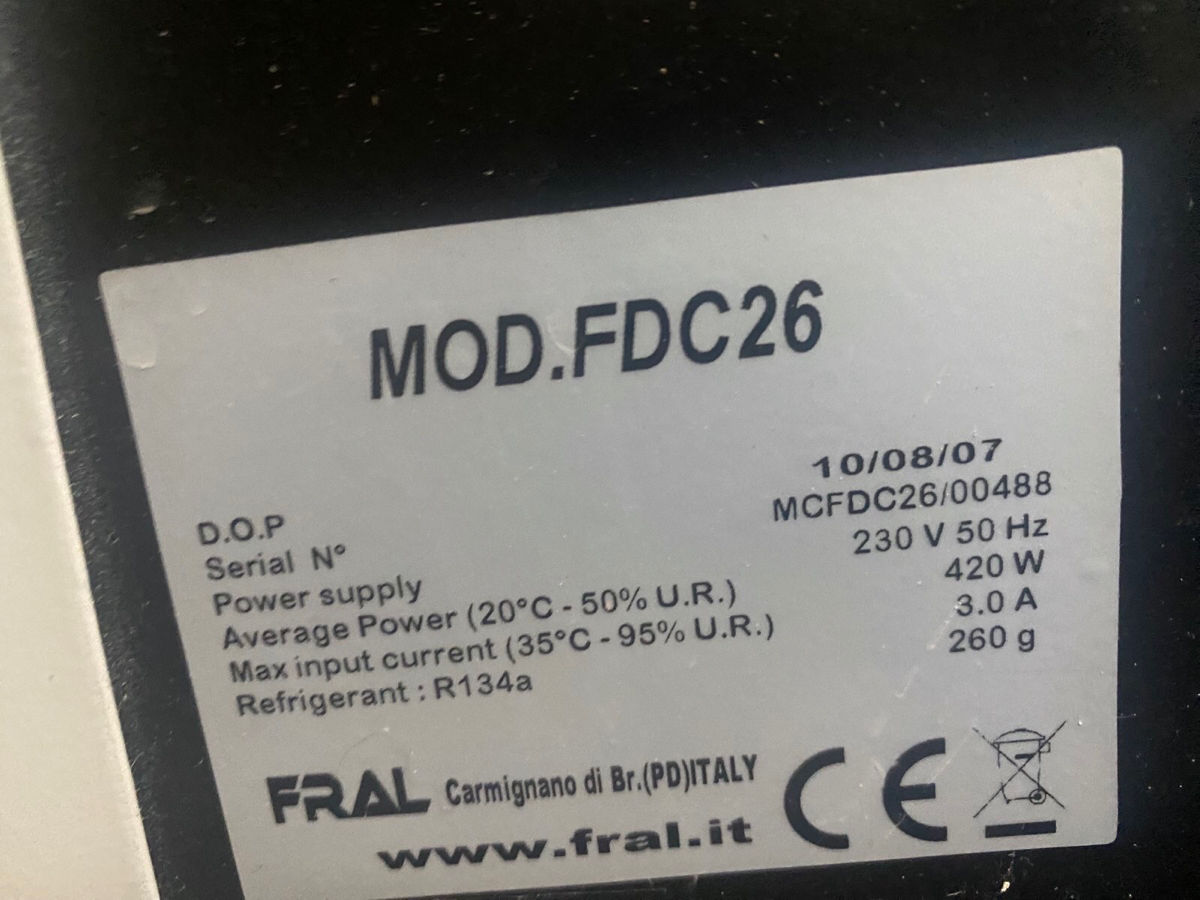 MOD.FDC26
D.O.P 10/08/07
Serial N° MCFDC26/00488
Power supply 230 V 50 Hz
Average Power (20°C - 50% U.R.) 420 W
Max input current (35°C - 95% U.R.) 3.0 A
Refrigerant : R134a 260 g
FRAL Carmignano di Br.(PD)ITALY CE
www.fral.it